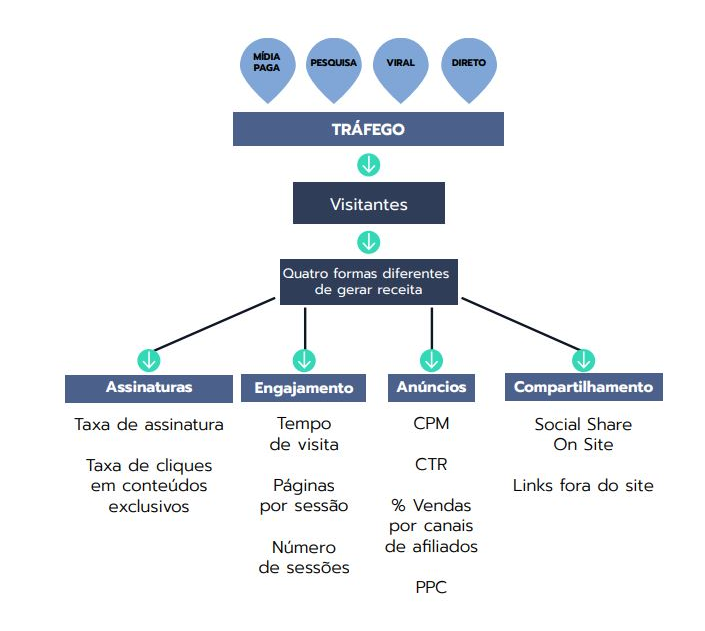 MÍDIA
PAGA
PESQUISA
VIRAL
DIRETO
TRÁFEGO
Visitantes
Quatro formas diferentes
de gerar receita
Assinaturas
Taxa de assinatura
Taxa de cliques
em conteúdos
exclusivos
Engajamento
Tempo
de visita
Páginas
por sessão
Número
de sessões
Anúncios
CPM
CTR
% Vendas
por canais
de afiliados
PPC
Compartilhamento
Social Share
On Site
Links fora do site